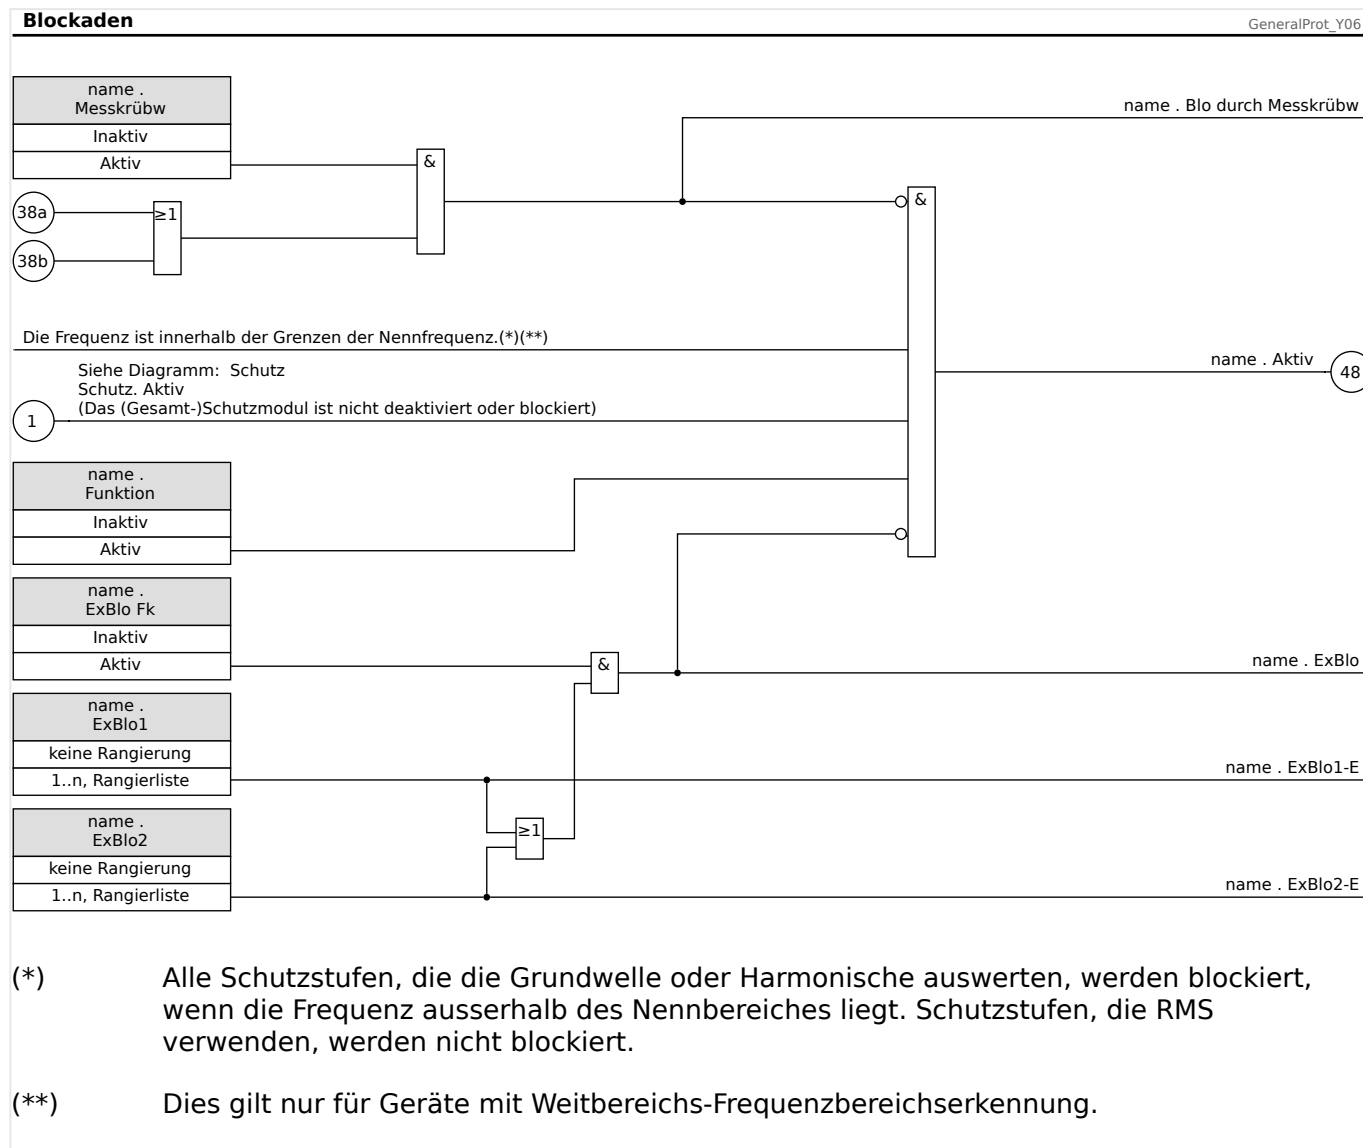 Blockaden
GeneralProt_Y06
name .
Messkrübw
Inaktiv
Aktiv
name . Blo durch Messkrübw
&
&
38a
≥1
38b
Die Frequenz ist innerhalb der Grenzen der Nennfrequenz.(*)(**)
Siehe Diagramm: Schutz
Schutz. Aktiv
(Das (Gesamt-)Schutzmodul ist nicht deaktiviert oder blockiert)
1
name . Aktiv
48
name .
Funktion
Inaktiv
Aktiv
name .
ExBlo Fk
Inaktiv
Aktiv
&
name . ExBlo
name .
ExBlo1
keine Rangierung
1..n, Rangierliste
name . ExBlo1-E
≥1
name .
ExBlo2
keine Rangierung
1..n, Rangierliste
name . ExBlo2-E
(*) Alle Schutzstufen, die die Grundwelle oder Harmonische auswerten, werden blockiert,
wenn die Frequenz ausserhalb des Nennbereiches liegt. Schutzstufen, die RMS
verwenden, werden nicht blockiert.
(**) Dies gilt nur für Geräte mit Weitbereichs-Frequenzbereichserkennung.